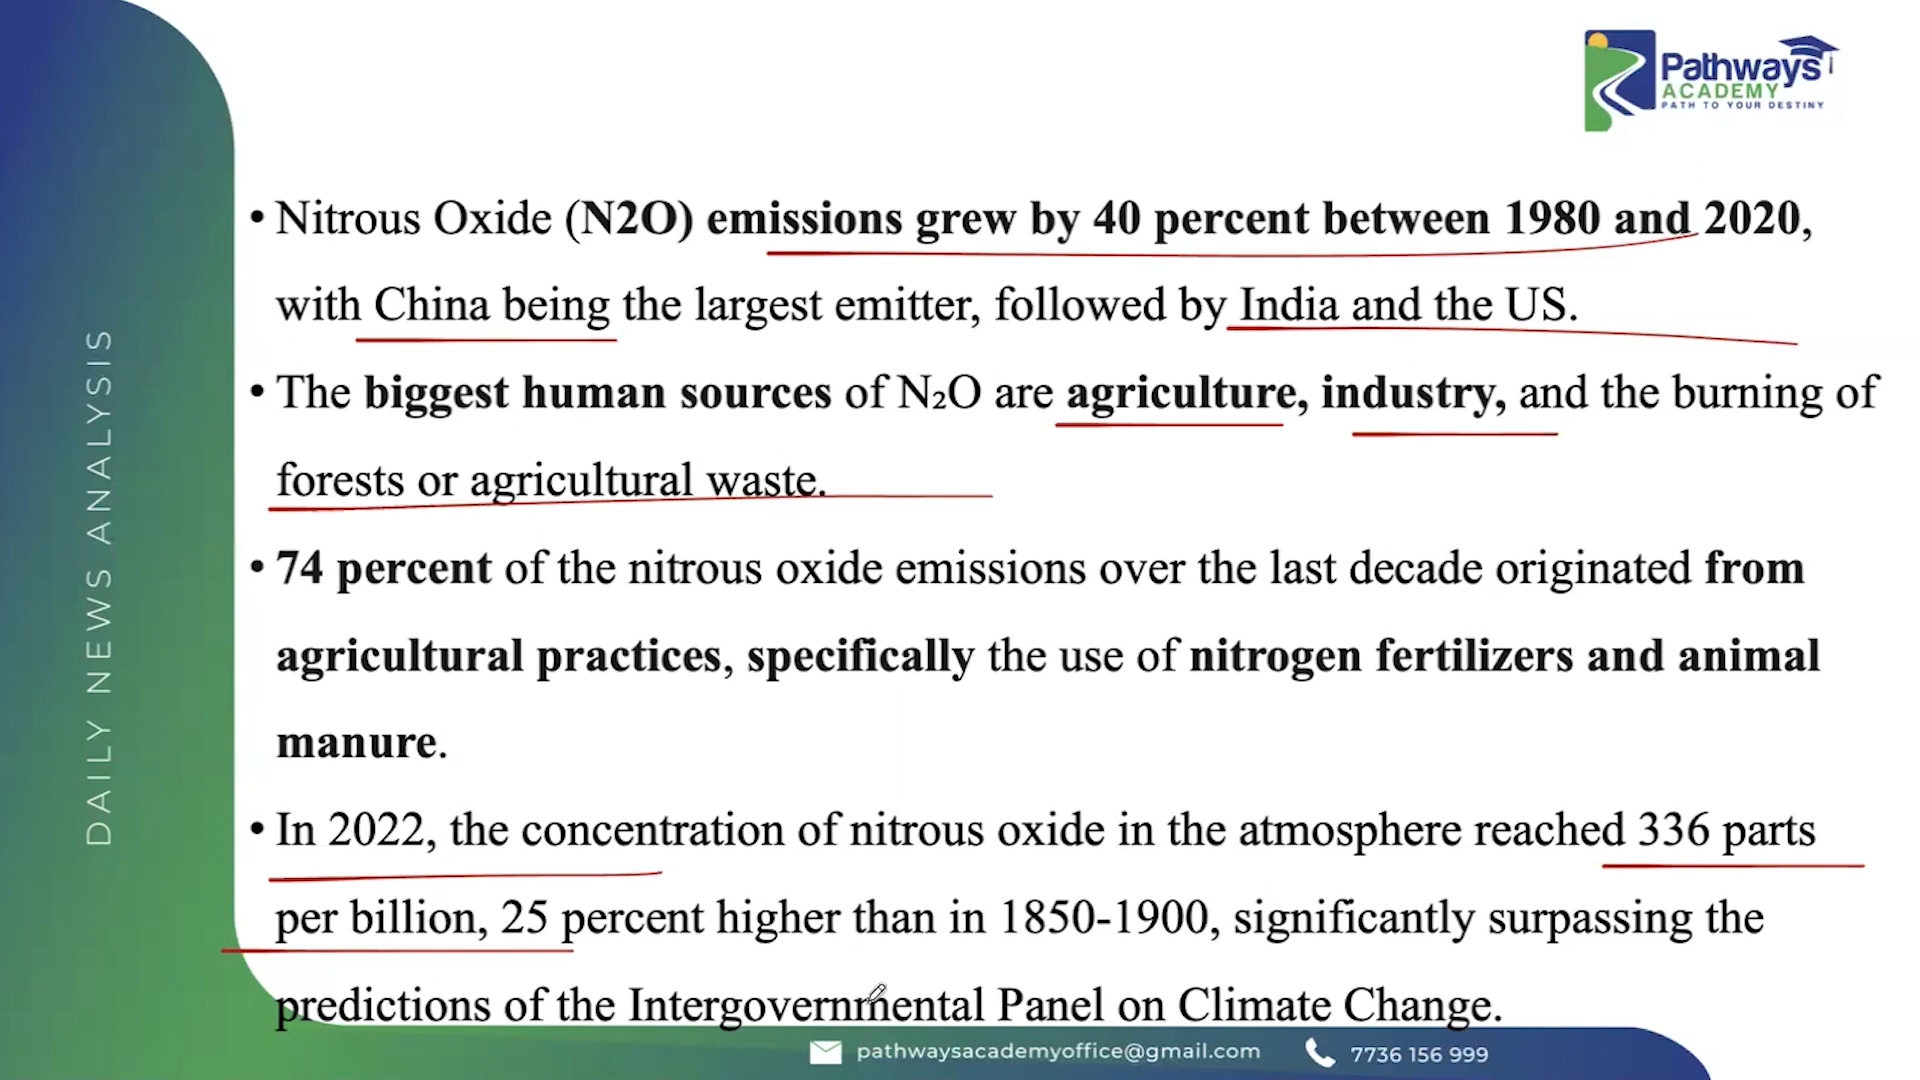 Pathways
ACADEMY
PATH TO YOUR DESTINY
DAILY NEWS ANALYSIS
• Nitrous Oxide (N2O) emissions grew by 40 percent between 1980 and 2020,
with China being the largest emitter, followed by India and the US.
• The biggest human sources of N₂O are agriculture, industry, and the burning of
forests or agricultural waste.
• 74 percent of the nitrous oxide emissions over the last decade originated from
agricultural practices, specifically the use of nitrogen fertilizers and animal
manure.
• In 2022, the concentration of nitrous oxide in the atmosphere reached 336 parts
per billion, 25 percent higher than in 1850-1900, significantly surpassing the
predictions of the Intergovernmental Panel on Climate Change.
pathwaysacademyoffice@gmail.com 7736 156 999